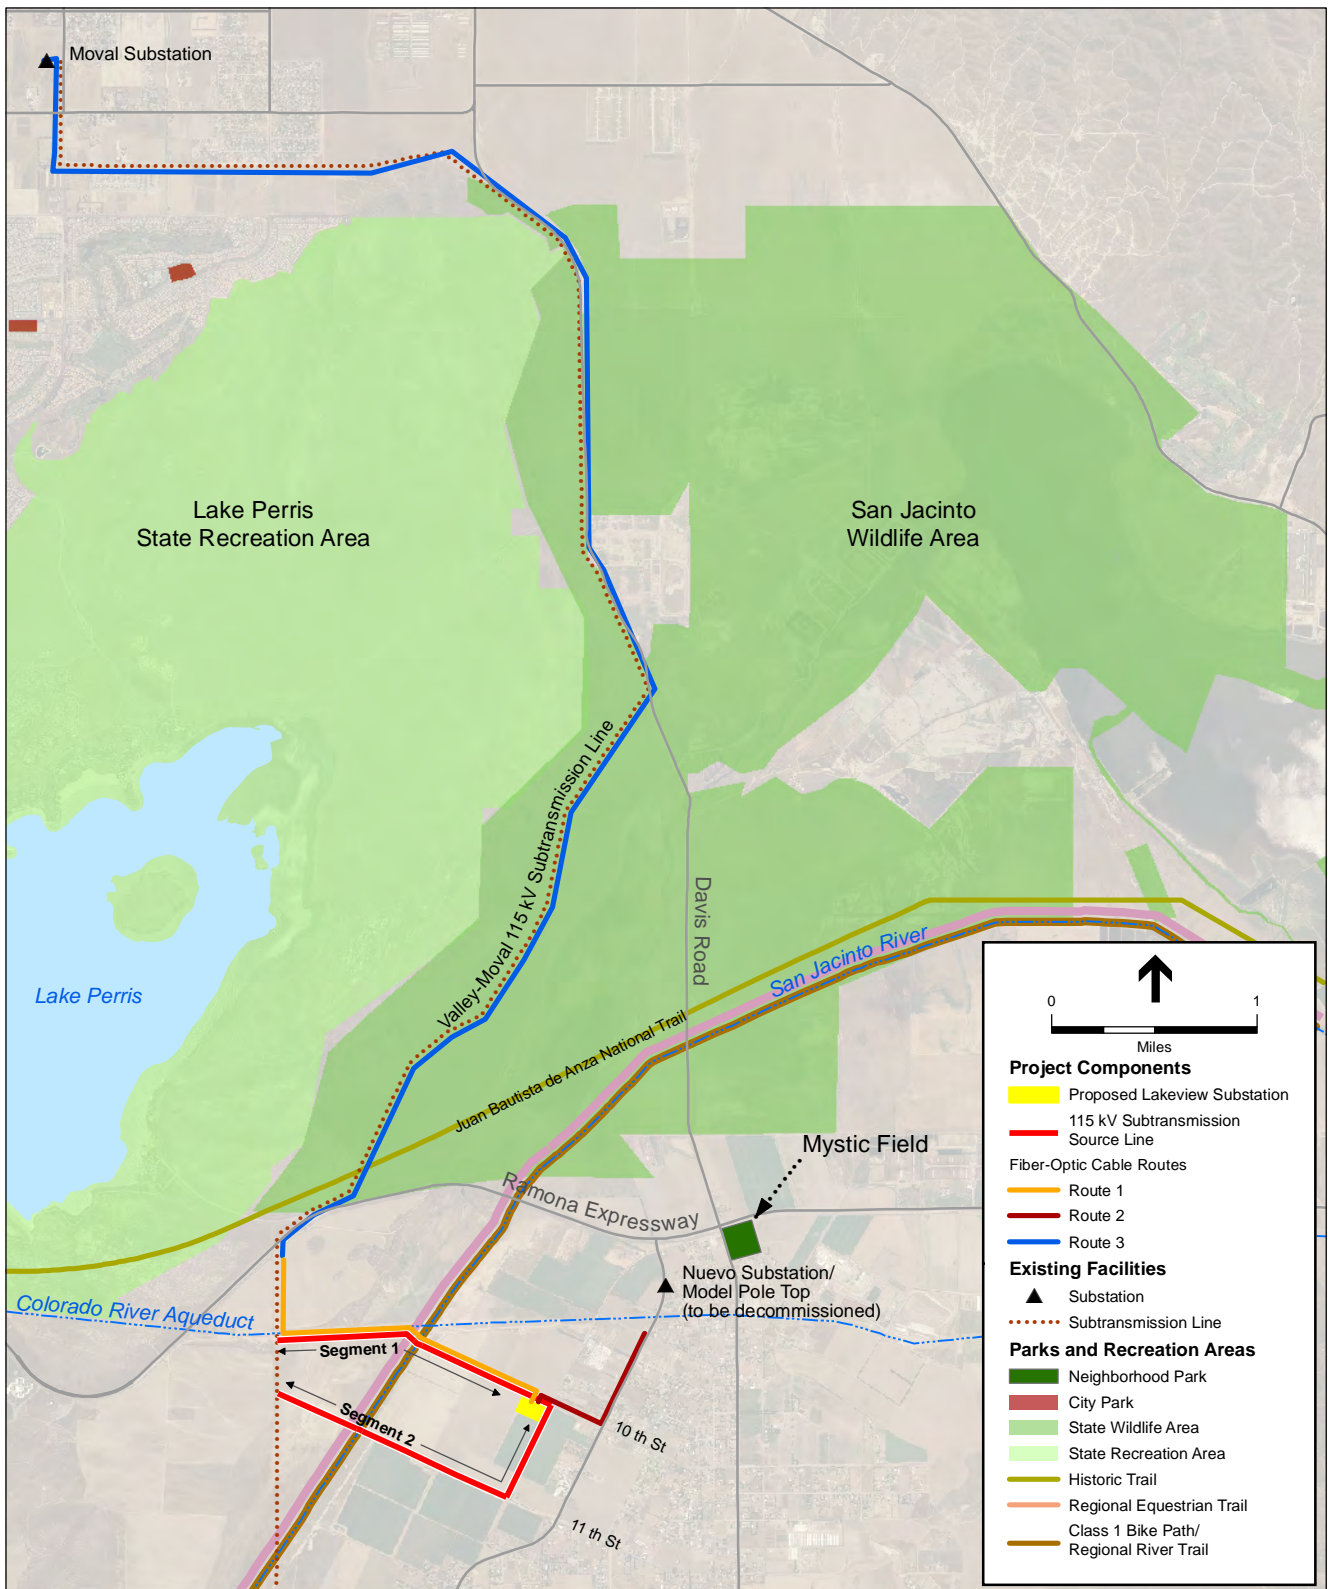 Moval Substation
Lake Perris
State Recreation Area
San Jacinto
Wildlife Area
Valley-Moval 115 kV Subtransmission Line
Davis Road
Lake Perris
San Jacinto River
Juan Bautista de Anza National Trail
Mystic Field
Ramona Expressway
Nuevo Substation/
Model Pole Top
(to be decommissioned)
Colorado River Aqueduct
Segment 1
Segment 2
10 th St
11 th St
0 1
Miles
Project Components
Proposed Lakeview Substation
115 kV Subtransmission
Source Line
Fiber-Optic Cable Routes
Route 1
Route 2
Route 3
Existing Facilities
Substation
Subtransmission Line
Parks and Recreation Areas
Neighborhood Park
City Park
State Wildlife Area
State Recreation Area
Historic Trail
Regional Equestrian Trail
Class 1 Bike Path/
Regional River Trail